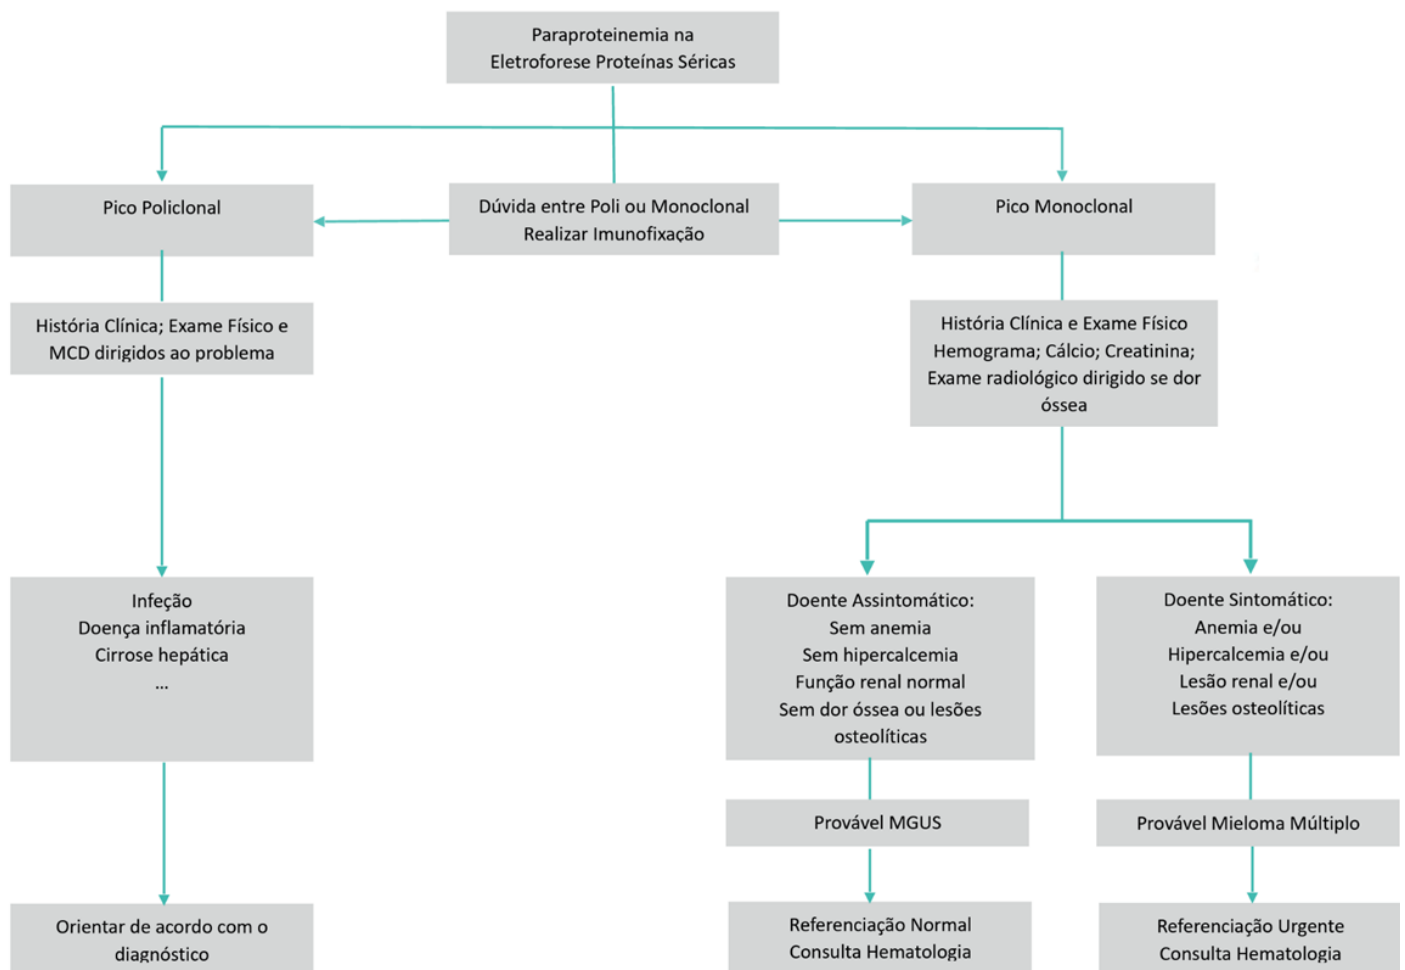 Paraproteinemia na
Eletroforese Proteínas Séricas
Pico Policlonal
Dúvida entre Poli ou Monoclonal
Realizar Imunofixação
Pico Monoclonal
História Clínica; Exame Físico e
MCD dirigidos ao problema
História Clínica e Exame Físico
Hemograma; Cálcio; Creatinina;
Exame radiológico dirigido se dor
óssea
Infeção
Doença inflamatória
Cirrose hepática
...
Doente Assintomático:
Sem anemia
Sem hipercalcemia
Função renal normal
Sem dor óssea ou lesões
osteolíticas
Doente Sintomático:
Anemia e/ou
Hipercalcemia e/ou
Lesão renal e/ou
Lesões osteolíticas
Provável MGUS
Provável Mieloma Múltiplo
Orientar de acordo com o
diagnóstico
Referenciação Normal
Consulta Hematologia
Referenciação Urgente
Consulta Hematologia